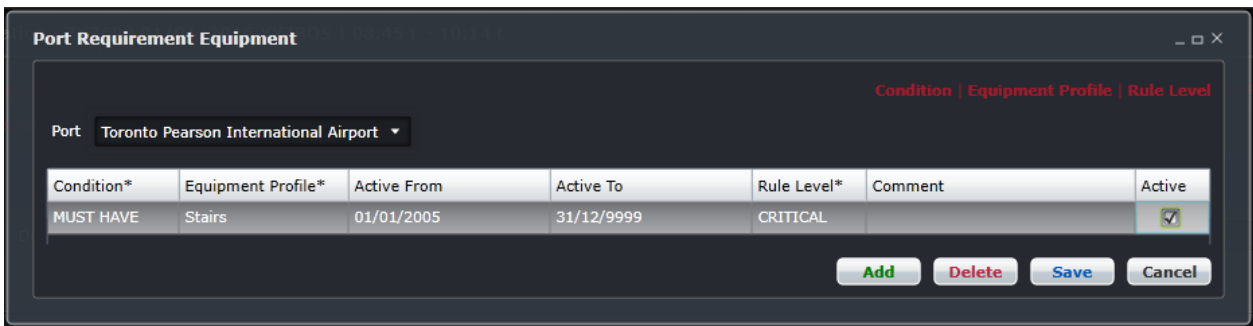 Port Requirement Equipment
Condition | Equipment Profile | Rule Level
Port Toronto Pearson International Airport
Condition* Equipment Profile* Active From Active To Rule Level* Comment Active
MUST HAVE Stairs 01/01/2005 31/12/9999 CRITICAL
Add Delete Save Cancel